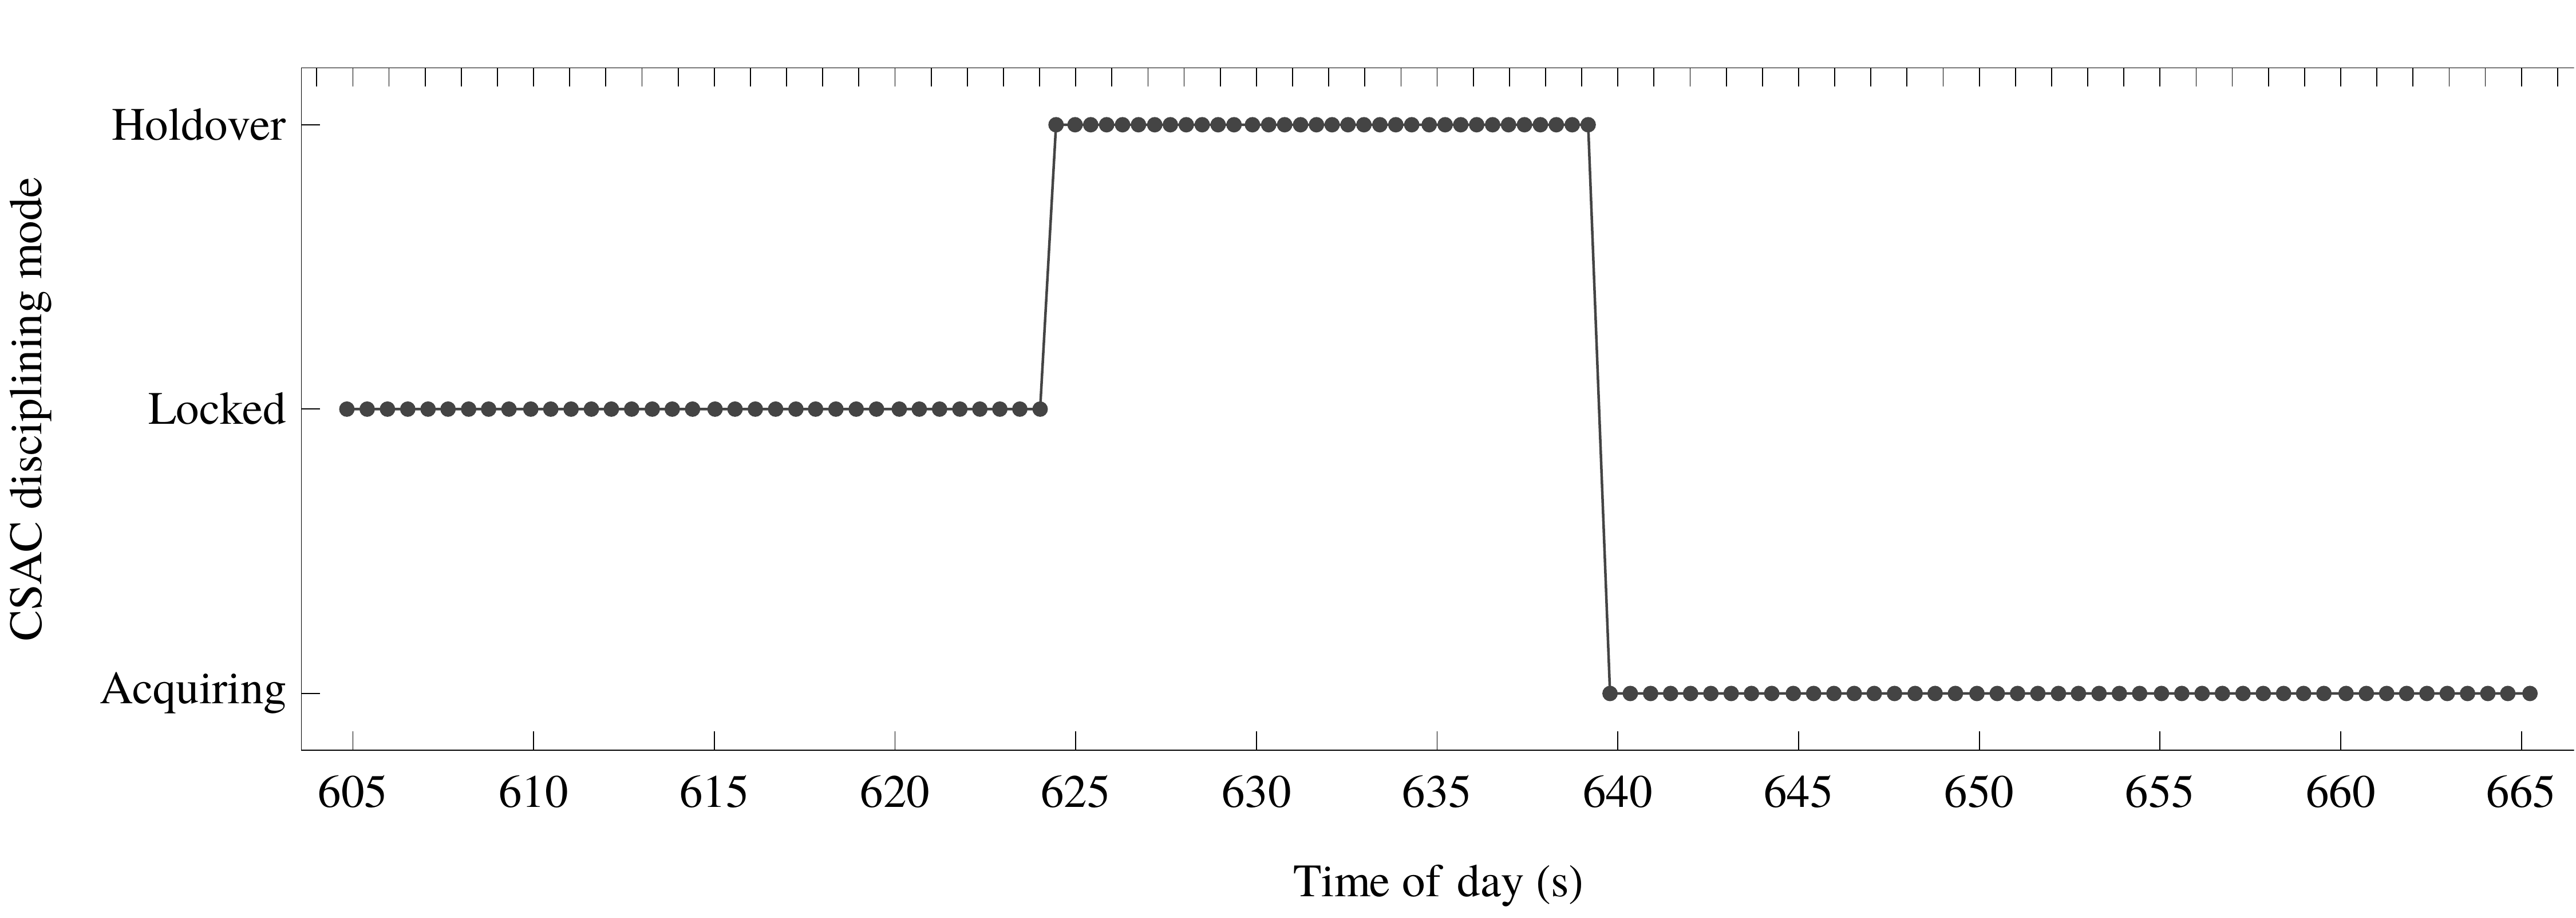 Holdover
Locked
Acquiring
CSAC disciplining mode
605 610 615 620 625 630 635 640 645 650 655 660 665
Time of day (s)